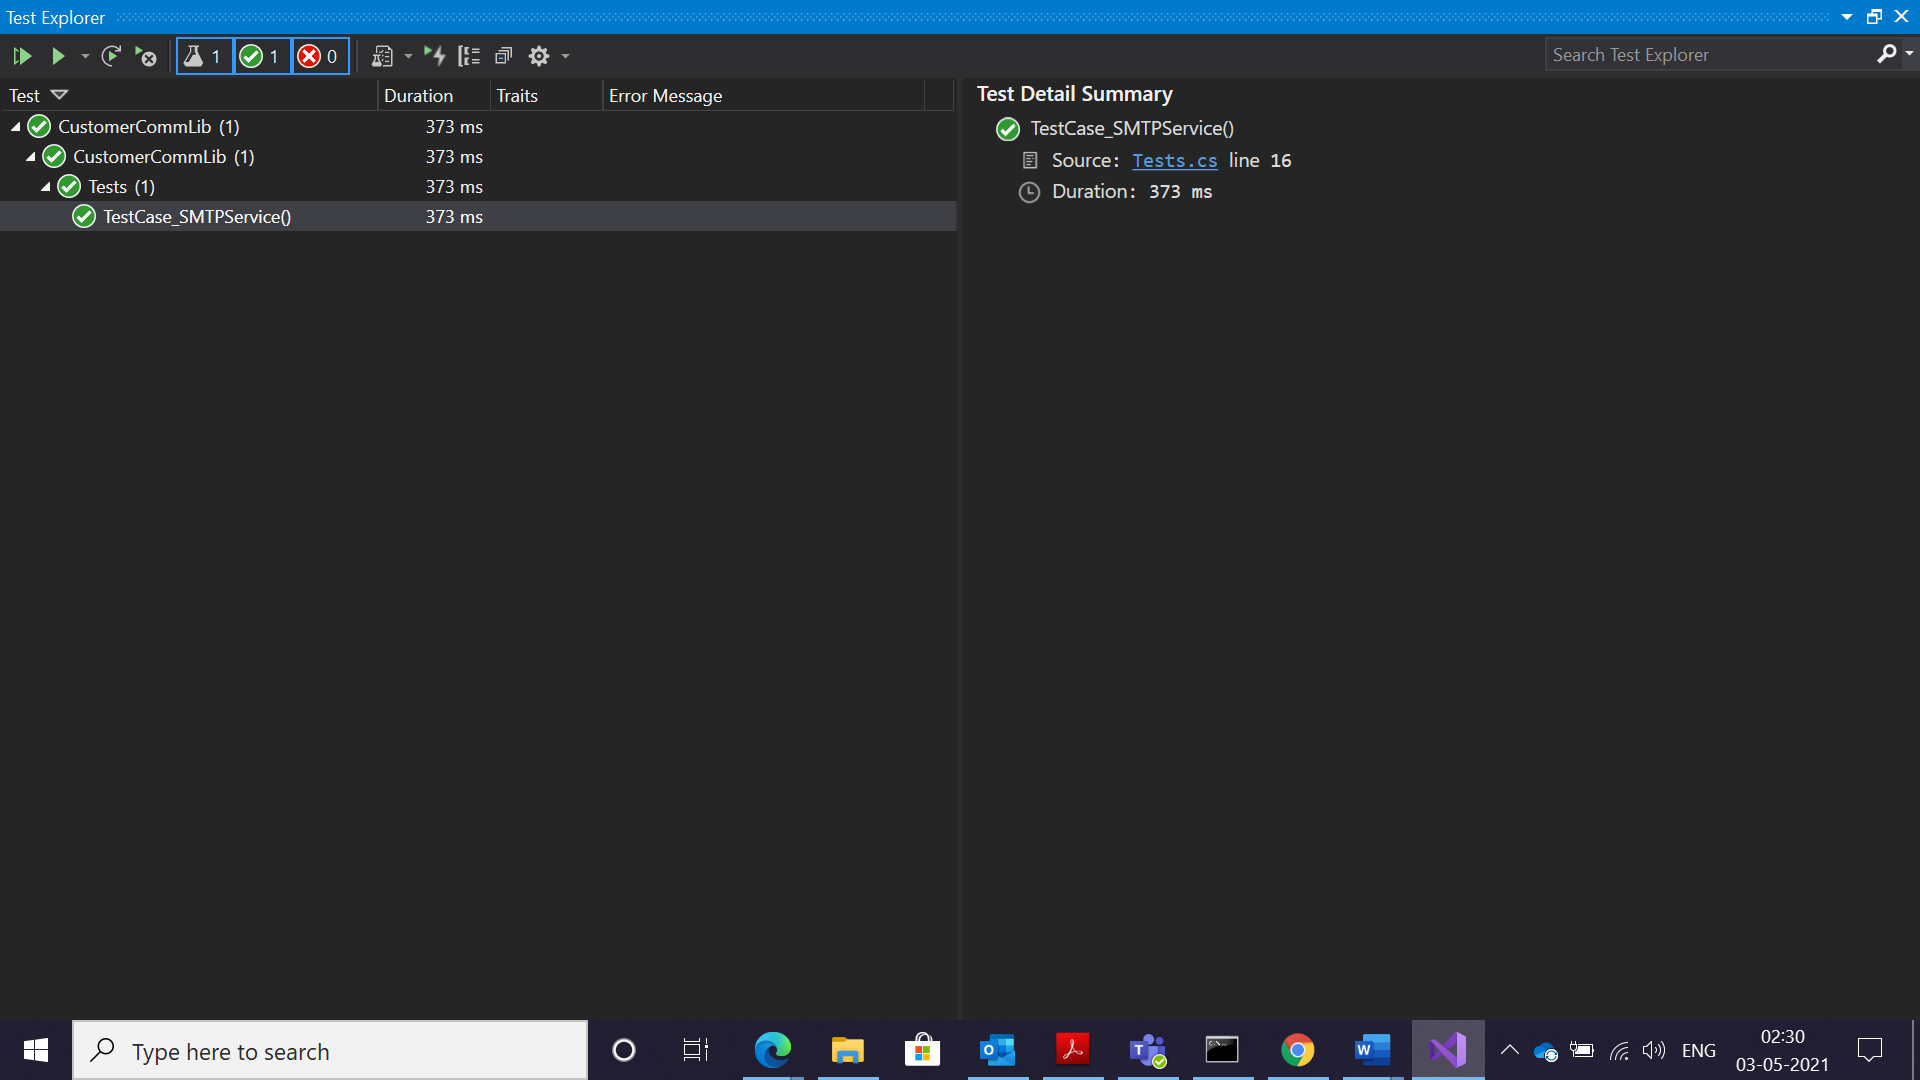 Test Explorer
1 1 0
Search Test Explorer
Test Duration Traits Error Message
CustomerCommLib (1) 373 ms
CustomerCommLib (1) 373 ms
Tests (1) 373 ms
TestCase_SMTPService() 373 ms
Test Detail Summary
TestCase_SMTPService()
Source: Tests.cs line 16
Duration: 373 ms
Type here to search
ENG
02:30
03-05-2021